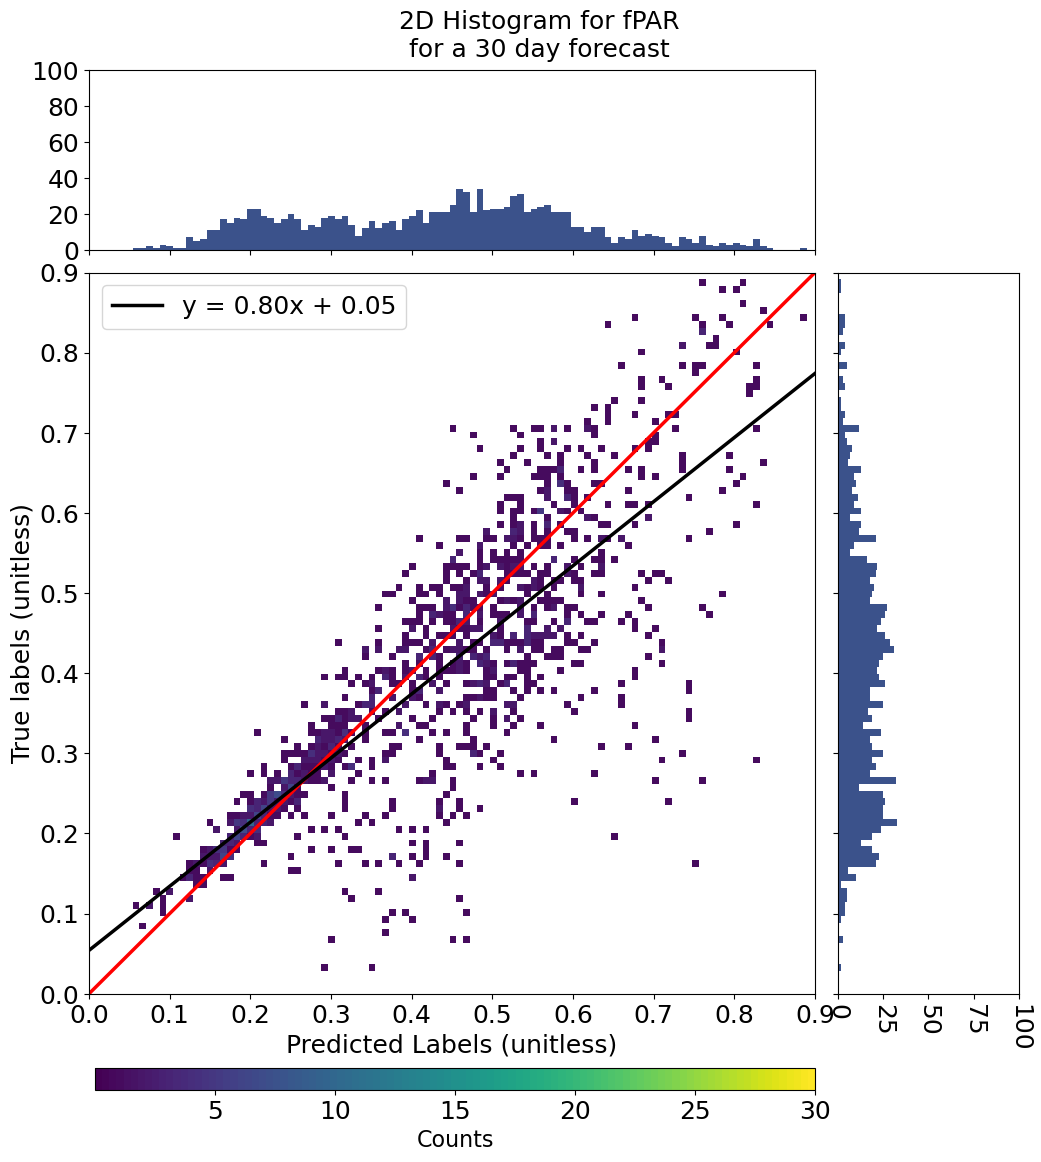 2D Histogram for fPAR
for a 30 day forecast
100
80
60
40
20
0
0.9
0.8
0.7
0.6
0.5
0.4
0.3
0.2
0.1
0.0
True labels (unitless)
y = 0.80x + 0.05
0.0 0.1 0.2 0.3 0.4 0.5 0.6 0.7 0.8 0.9
Predicted Labels (unitless)
0 25 50 75 100
5 10 15 20 25 30
Counts